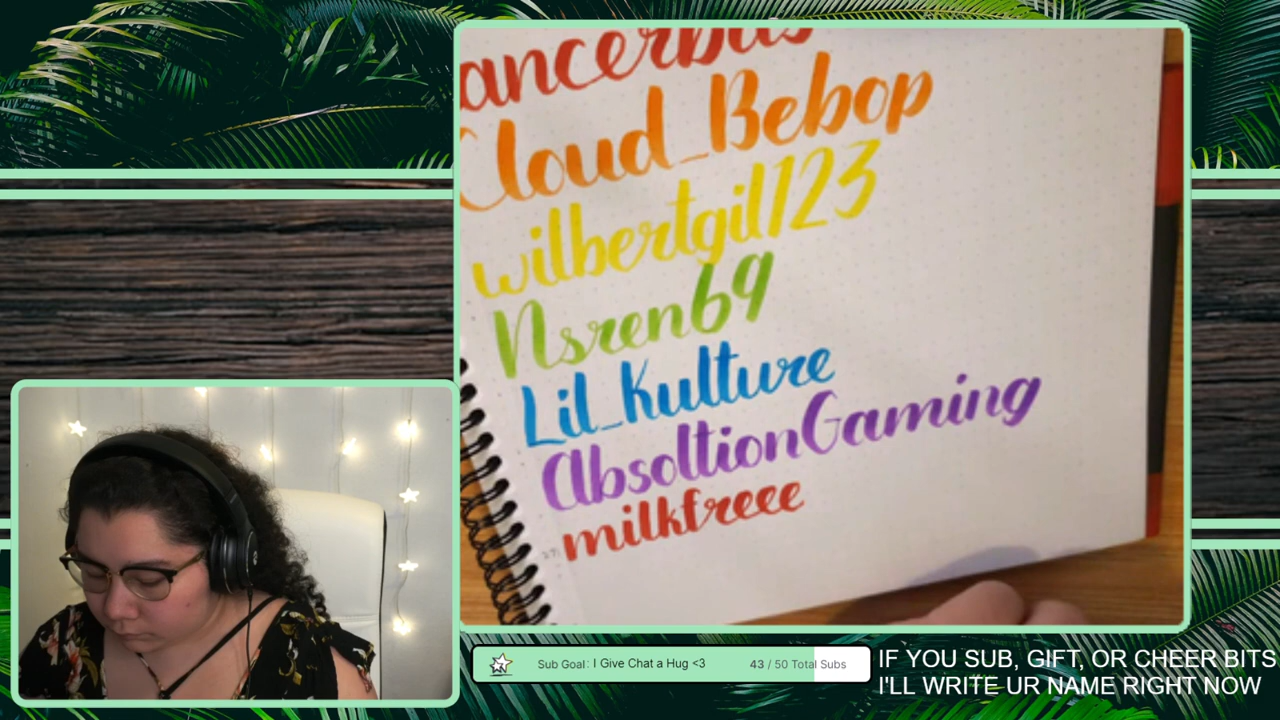 Cloud_Bebop
wilbertgil123
Nsren69
Lil_Kulture
AbsoltionGaming
milkfreee
Sub Goal: I Give Chat a Hug <3
43 / 50 Total Subs
IF YOU SUB, GIFT, OR CHEER BITS
I'LL WRITE UR NAME RIGHT NOW